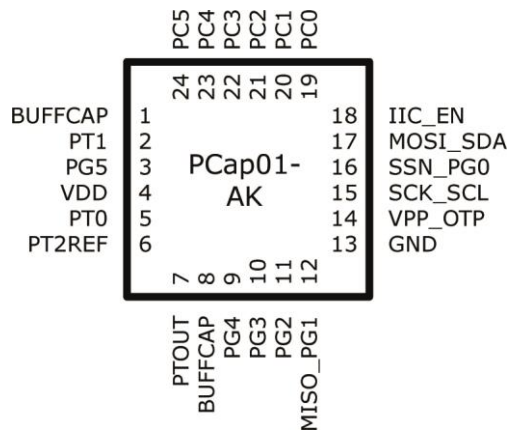 PC5 PC4 PC3 PC2 PC1 PC0
24 23 22 21 20 19
BUFFCAP 1
PT1 2
PG5 3
VDD 4
PT0 5
PT2REF 6
PCap01-
AK
18 IIC_EN
17 MOSI_SDA
16 SSN_PG0
15 SCK_SCL
14 VPP_OTP
13 GND
7 8 9 10 11 12
PTOUT BUFFCAP PG4 PG3 PG2 MISO_PG1